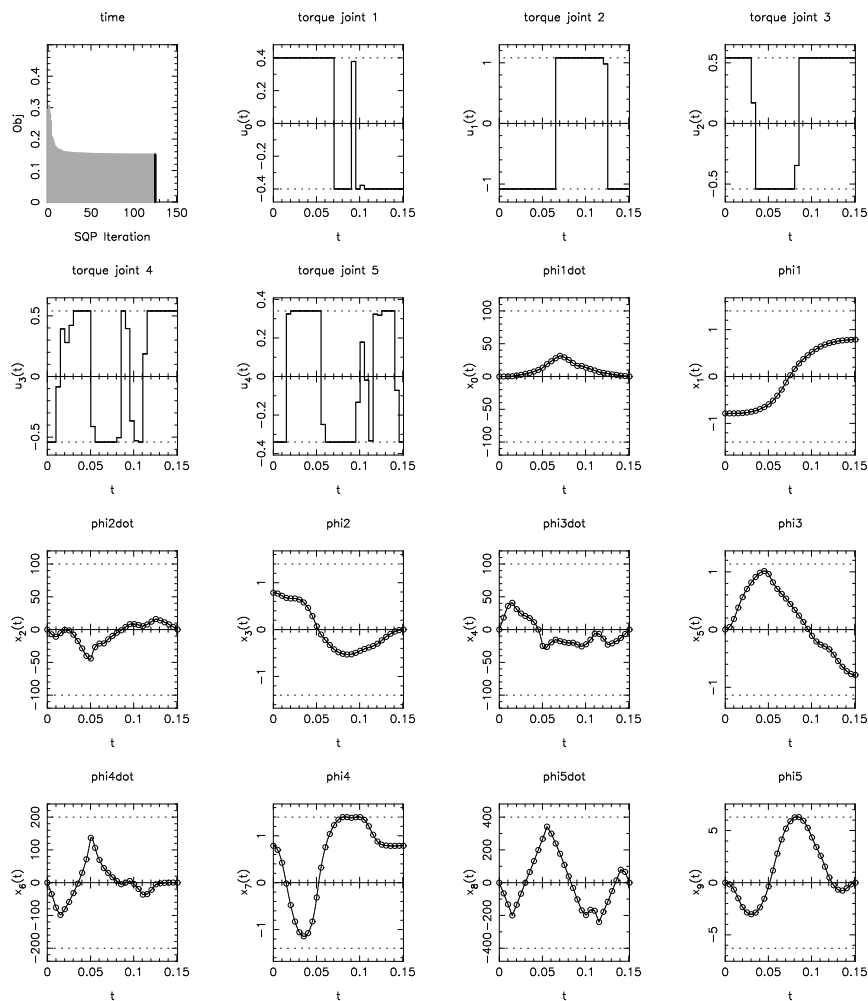 time
torque joint 1
torque joint 2
torque joint 3
Obj
0 0.1 0.2 0.3 0.4
0 50 100 150
SQP Iteration
u0(t)
−0.4 −0.2 0 0.2 0.4
0 0.05 0.1 0.15
t
u1(t)
−1 0 1
0 0.05 0.1 0.15
t
u2(t)
−0.5 0 0.5
0 0.05 0.1 0.15
t
torque joint 4
torque joint 5
phi1dot
phi1
u3(t)
−0.5 0 0.5
0 0.05 0.1 0.15
t
u4(t)
−0.4 −0.2 0 0.2 0.4
0 0.05 0.1 0.15
t
x0(t)
−100 −50 0 50 100
0 0.05 0.1 0.15
t
x1(t)
−1 0 1
0 0.05 0.1 0.15
t
phi2dot
phi2
phi3dot
phi3
x2(t)
−100 −50 0 50 100
0 0.05 0.1 0.15
t
x3(t)
−1 0 1
0 0.05 0.1 0.15
t
x4(t)
−100 −50 0 50 100
0 0.05 0.1 0.15
t
x5(t)
−1 0 1
0 0.05 0.1 0.15
t
phi4dot
phi4
phi5dot
phi5
x6(t)
−200 −100 0 100 200
0 0.05 0.1 0.15
t
x7(t)
−1 0 1
0 0.05 0.1 0.15
t
x8(t)
−400 −200 0 200 400
0 0.05 0.1 0.15
t
x9(t)
−5 0 5
0 0.05 0.1 0.15
t